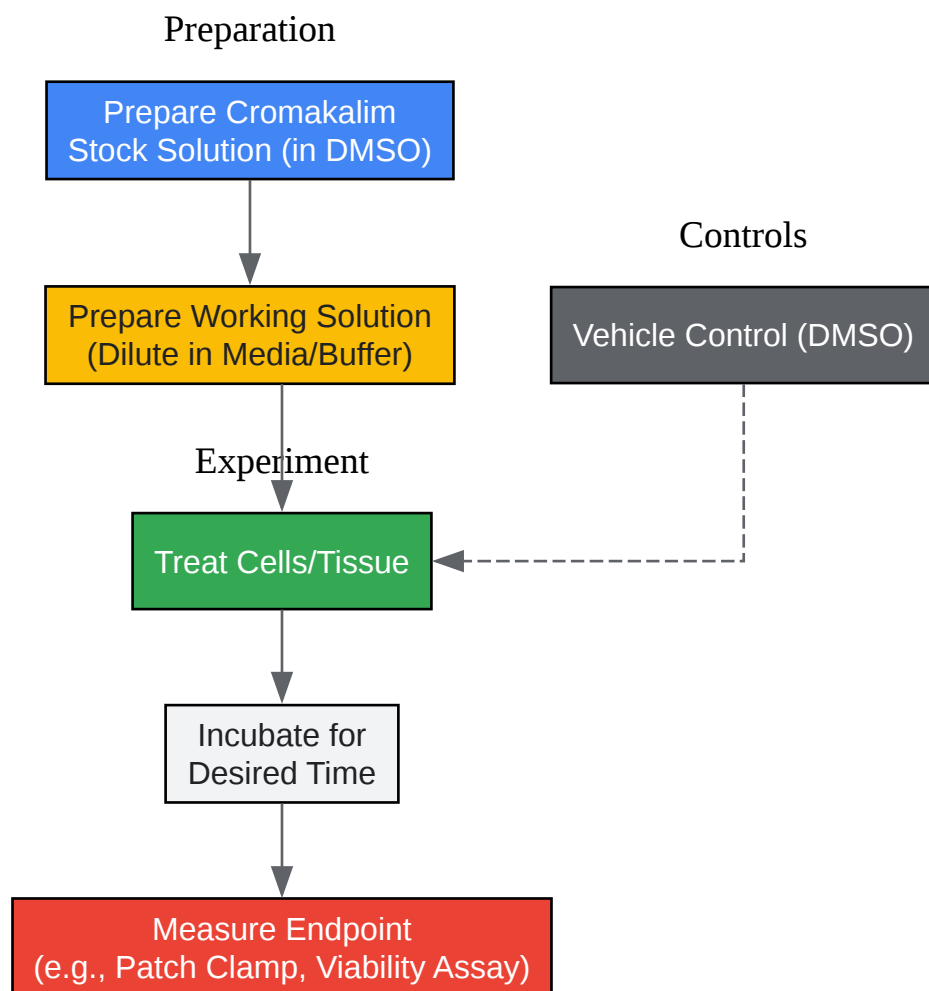 Preparation
Prepare Cromakalim
Stock Solution (in DMSO)
Controls
Prepare Working Solution
(Dilute in Media/Buffer)
Vehicle Control (DMSO)
Experiment
Treat Cells/Tissue
Incubate for
Desired Time
Measure Endpoint
(e.g., Patch Clamp, Viability Assay)